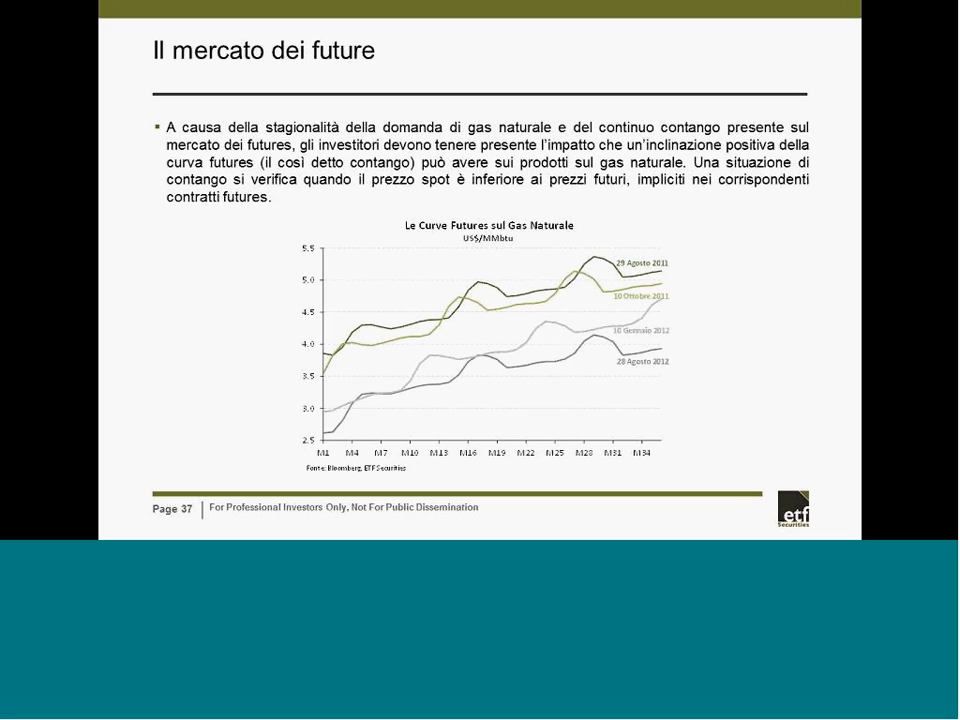 Il mercato dei future
▪ A causa della stagionalità della domanda di gas naturale e del continuo contango presente sul
mercato dei futures, gli investitori devono tenere presente l'impatto che un'inclinazione positiva della
curva futures (il così detto contango) può avere sui prodotti sul gas naturale. Una situazione di
contango si verifica quando il prezzo spot è inferiore ai prezzi futuri, impliciti nei corrispondenti
contratti futures.
Le Curve Futures sul Gas Naturale
US$/MMbtu
5.5
29 Agosto 2011
5.0
10 Ottobre 2011
4.5
10 Gennaio 2012
4.0
28 Agosto 2012
3.5
3.0
2.5
M1 M4 M7 M10 M13 M16 M19 M22 M25 M28 M31 M34
Fonte: Bloomberg, ETF Securities
Page 37 For Professional Investors Only, Not For Public Dissemination
etf
Securities